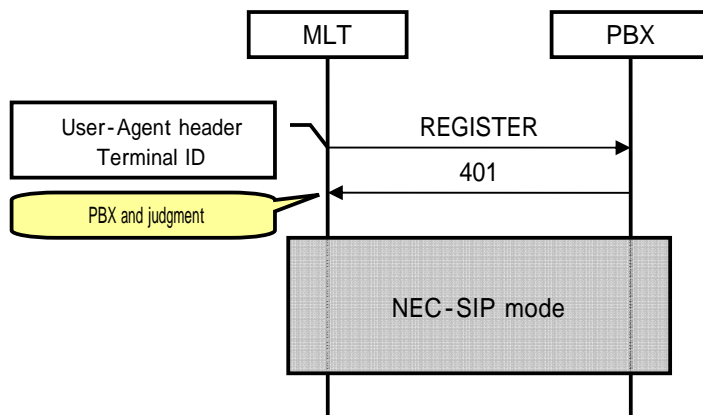 MLT
PBX
User-Agent header
Terminal ID
REGISTER
401
PBX and judgment
NEC-SIP mode